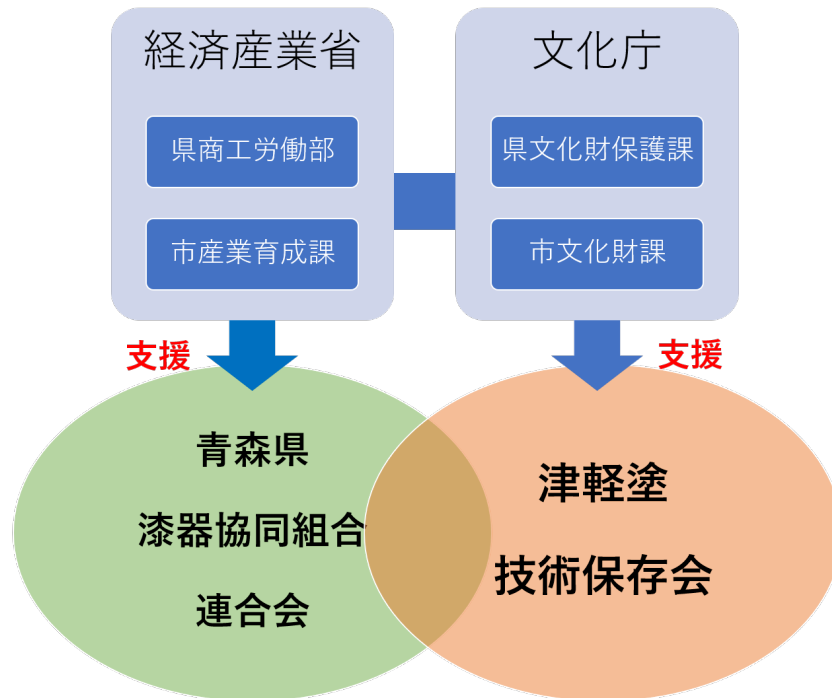 経済産業省
県商工労働部
市産業育成課
文化庁
県文化財保護課
市文化財課
支援
支援
青森県
漆器協同組合
連合会
津軽塗
技術保存会